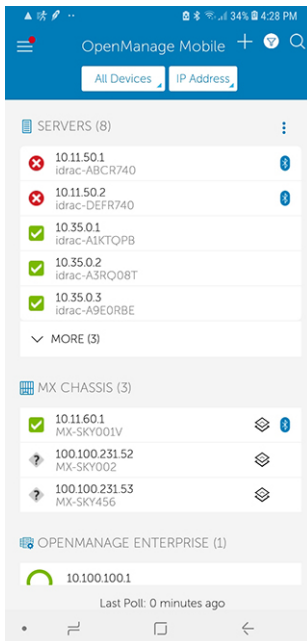 34% 4:28 PM
OpenManage Mobile
All Devices
IP Address
SERVERS (8)
10.11.50.1
idrac-ABCR740
10.11.50.2
idrac-DEFR740
10.35.0.1
idrac-A1KTQPB
10.35.0.2
idrac-A3RQ08T
10.35.0.3
idrac-A9E0RBE
MORE (3)
MX CHASSIS (3)
10.11.60.1
MX-SKY001V
100.100.231.52
MX-SKY002
100.100.231.53
MX-SKY456
OPENMANAGE ENTERPRISE (1)
10.100.100.1
Last Poll: 0 minutes ago